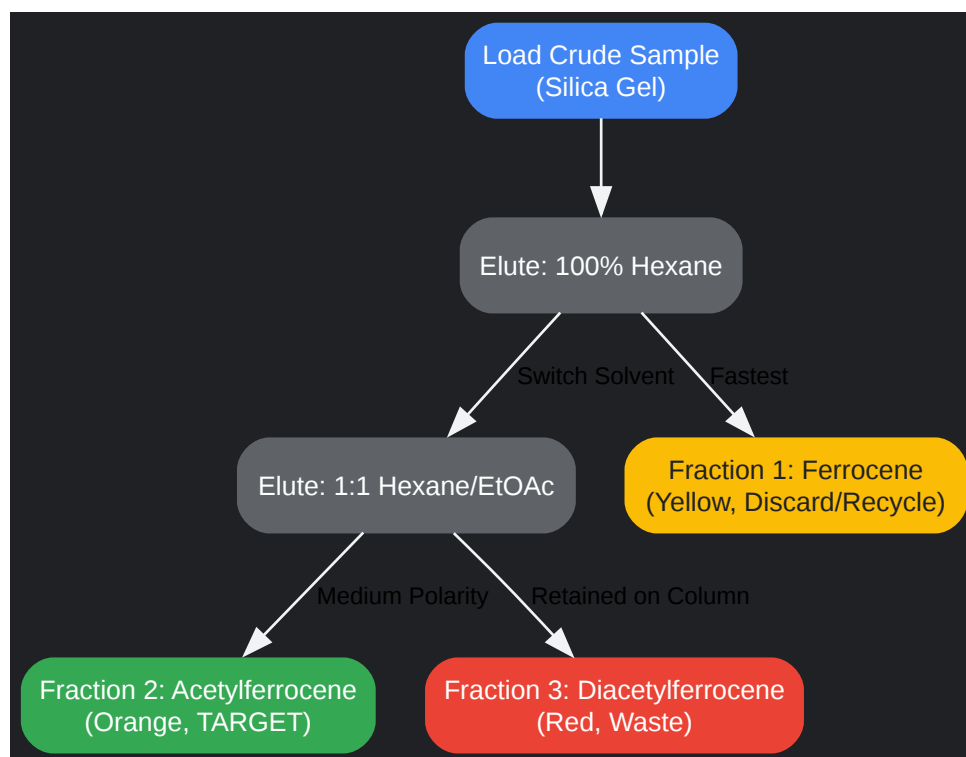 Load Crude Sample
(Silica Gel)
Elute: 100% Hexane
Switch Solvent
Fastest
Elute: 1:1 Hexane/EtOAc
Fraction 1: Ferrocene
(Yellow, Discard/Recycle)
Medium Polarity
Retained on Column
Fraction 2: Acetylferrocene
(Orange, TARGET)
Fraction 3: Diacetylferrocene
(Red, Waste)